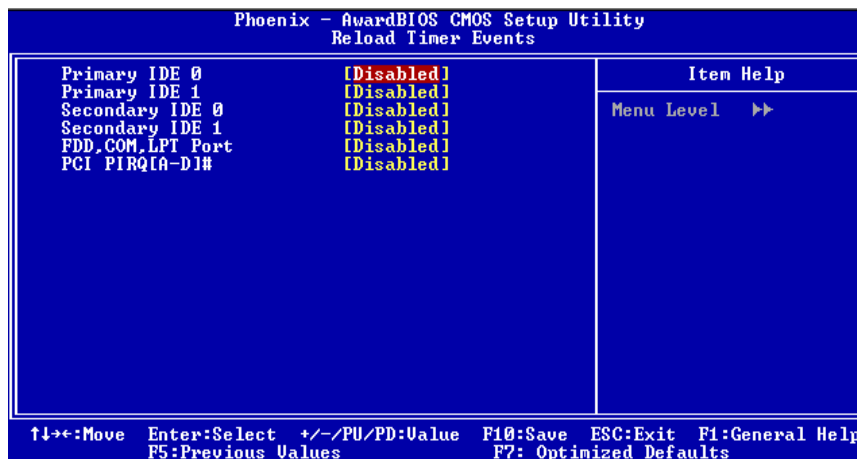 Phoenix - AwardBIOS CMOS Setup Utility
Reload Timer Events
Primary IDE 0 [Disabled]
Primary IDE 1 [Disabled]
Secondary IDE 0 [Disabled]
Secondary IDE 1 [Disabled]
FDD,COM,LPT Port [Disabled]
PCI PIRQ[A-D]# [Disabled]
Item Help
Menu Level ▶▶
↑↓→←:Move Enter:Select +/-/PU/PD:Value F10:Save ESC:Exit F1:General Help
F5:Previous Values F7: Optimized Defaults